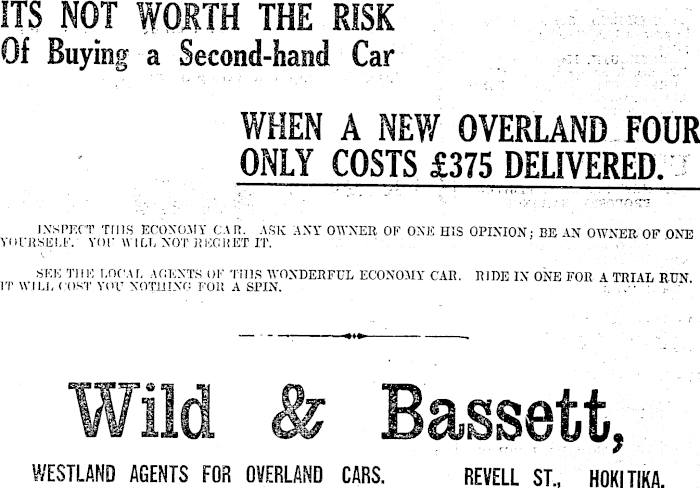 ITS NOT WORTH THE RISK
Of Buying a Second-hand Car
WHEN A NEW OVERLAND FOUR
ONLY COSTS £375 DELIVERED.
INSPECT THIS ECONOMY CAR. ASK ANY OWNER OF ONE HIS OPINION; BE AN OWNER OF ONE
YOURSELF. YOU WILL NOT REGRET IT.
SEE THE LOCAL AGENTS OF THIS WONDERFUL ECONOMY CAR. RIDE IN ONE FOR A TRIAL RUN.
IT WILL COST YOU NOTHING FOR A SPIN.
Wild & Bassett,
WESTLAND AGENTS FOR OVERLAND CARS. REVELL ST., HOKITIKA.